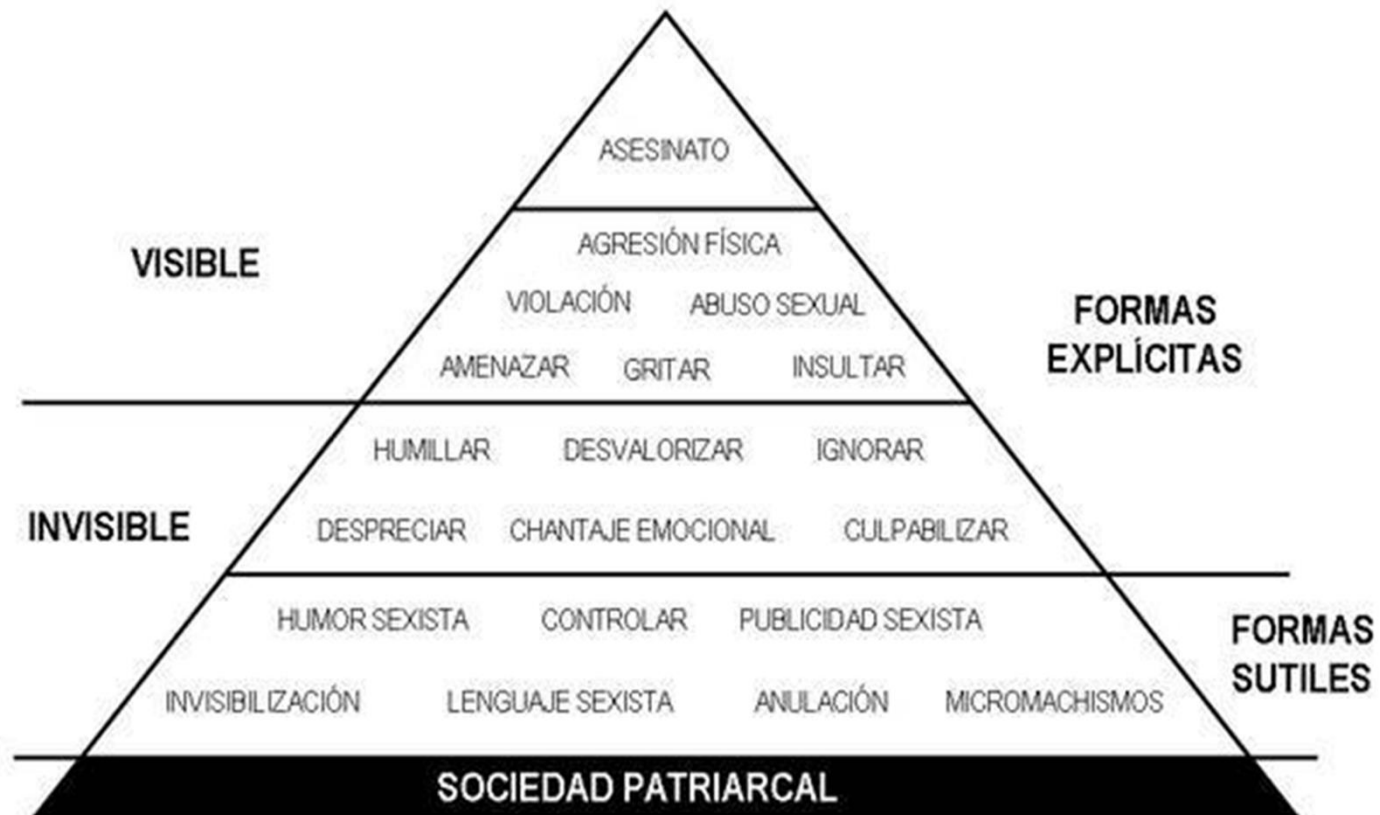 ASESINATO
VISIBLE
AGRESIÓN FÍSICA
VIOLACIÓN ABUSO SEXUAL
AMENAZAR GRITAR INSULTAR
FORMAS
EXPLÍCITAS
INVISIBLE
HUMILLAR DESVALORIZAR IGNORAR
DESPRECIAR CHANTAJE EMOCIONAL CULPABILIZAR
HUMOR SEXISTA CONTROLAR PUBLICIDAD SEXISTA
INVISIBILIZACIÓN LENGUAJE SEXISTA ANULACIÓN MICROMACHISMOS
FORMAS
SUTILES
SOCIEDAD PATRIARCAL